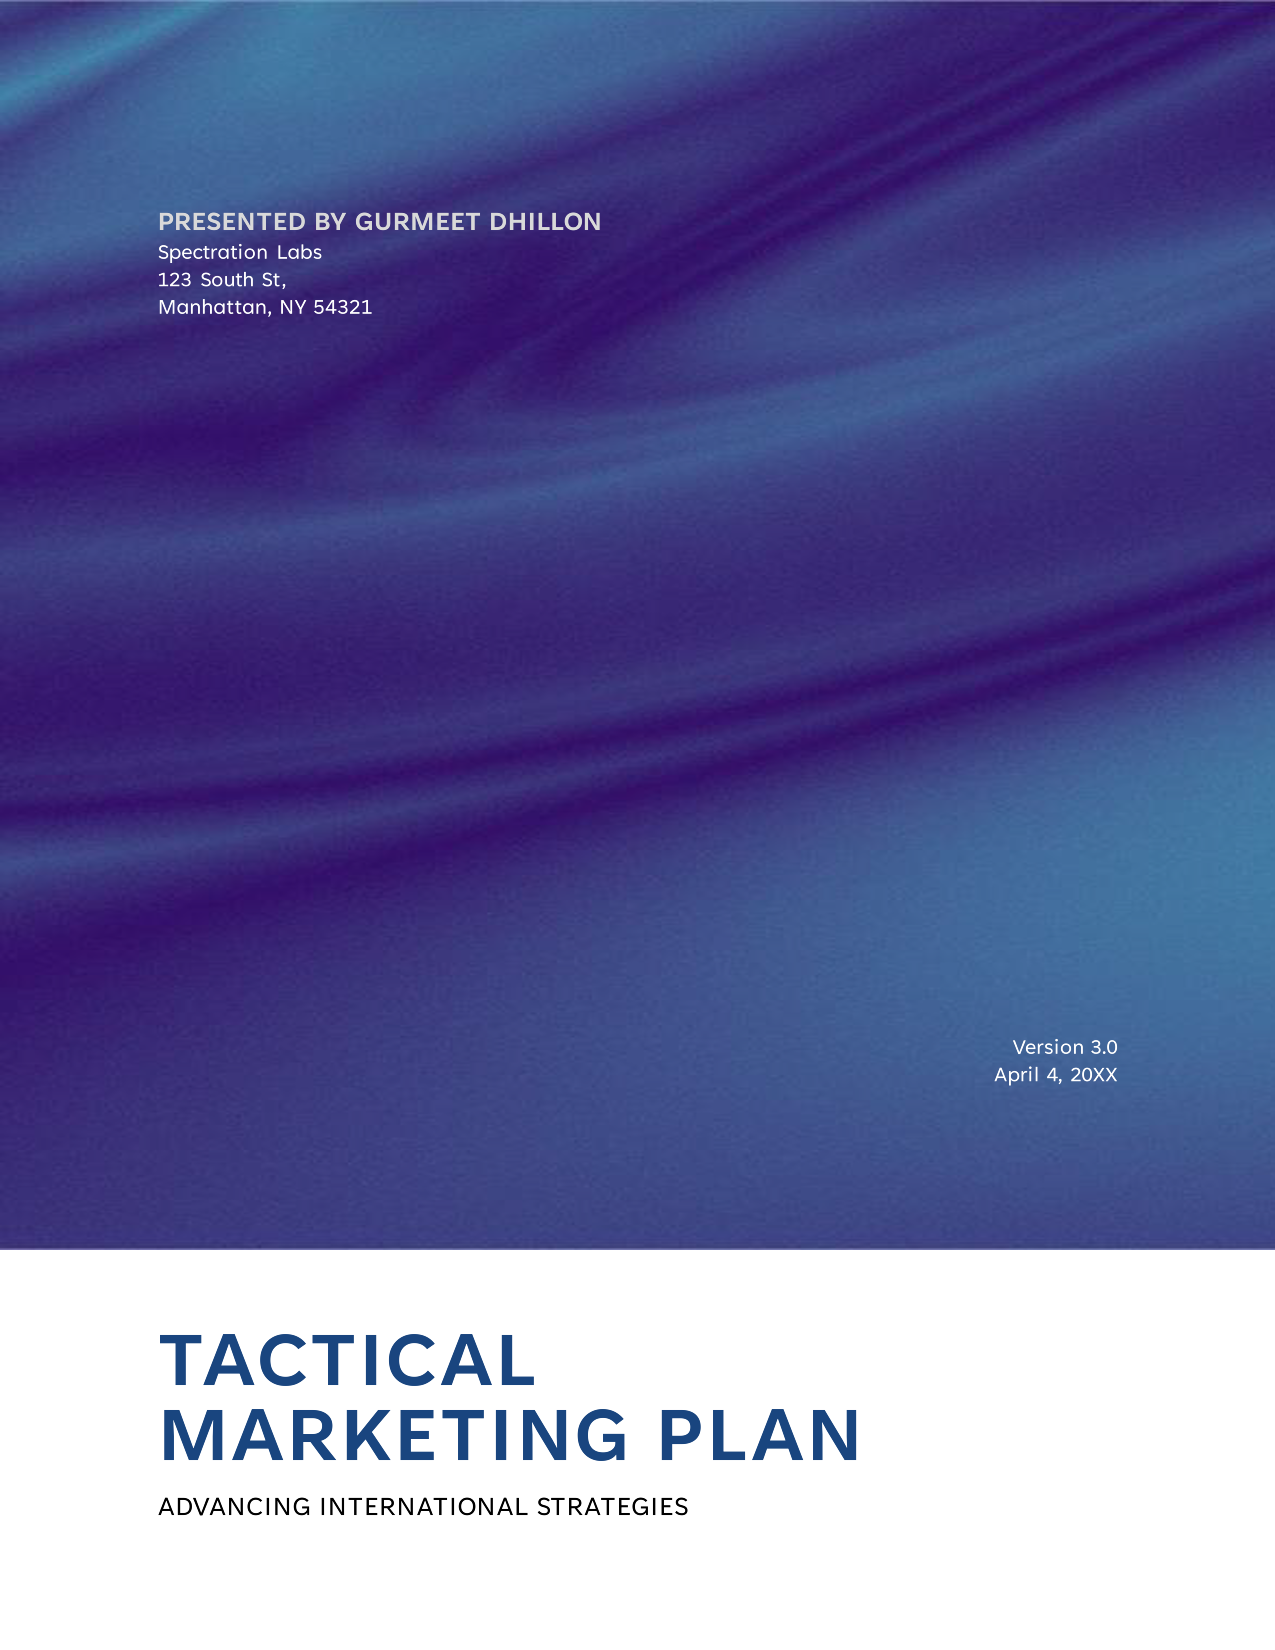 PRESENTED BY GURMEET DHILLON
Spectration Labs
123 South St,
Manhattan, NY 54321
Version 3.0
April 4, 20XX
TACTICAL
MARKETING PLAN
ADVANCING INTERNATIONAL STRATEGIES